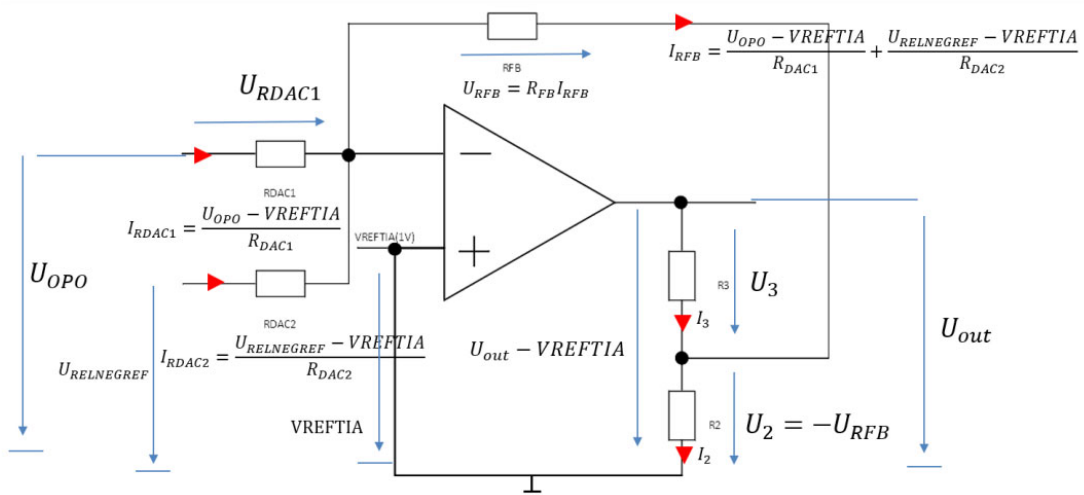 RFB
U_RFB = R_FB I_RFB
I_RFB = (U_OPO − VREFTIA)/R_DAC1 + (U_RELNEGREF − VREFTIA)/R_DAC2
U_RDAC1
−
RDAC1
I_RDAC1 = (U_OPO − VREFTIA)/R_DAC1
VREFTIA(1V)
+
U_OPO
RDAC2
R3
U_3
I_3
U_out
U_RELNEGREF
I_RDAC2 = (U_RELNEGREF − VREFTIA)/R_DAC2
U_out − VREFTIA
VREFTIA
R2
U_2 = −U_RFB
I_2